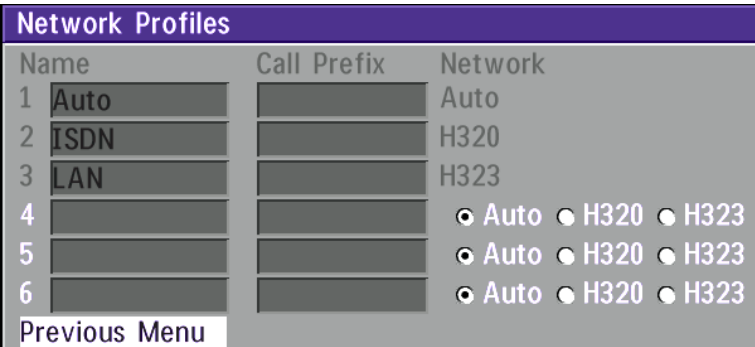 Network Profiles
Name Call Prefix Network
1 Auto Auto
2 ISDN H320
3 LAN H323
4 Auto H320 H323
5 Auto H320 H323
6 Auto H320 H323
Previous Menu